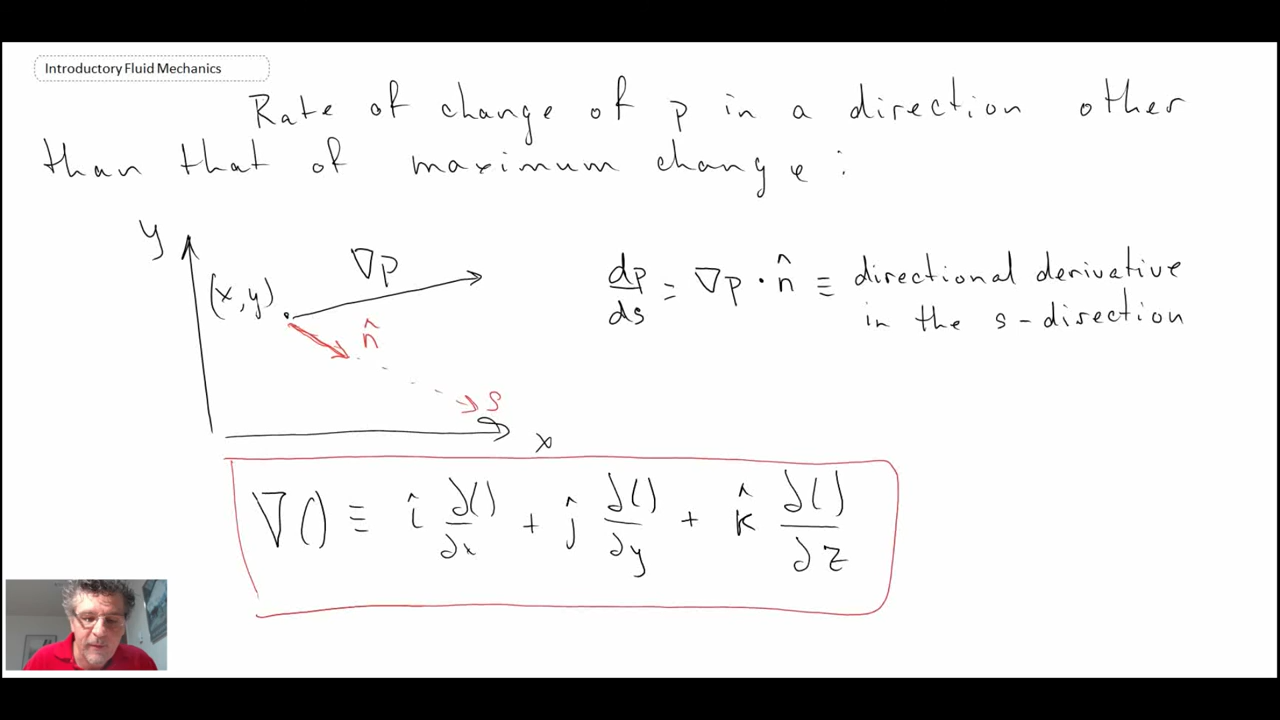 Introductory Fluid Mechanics
Rate of change of p in a direction other
than that of maximum change :
y
(x,y)
∇p
n̂
s
x
dp/ds = ∇p · n̂ ≡ directional derivative
in the s-direction
∇() ≡ î ∂()/∂x + ĵ ∂()/∂y + k̂ ∂()/∂z